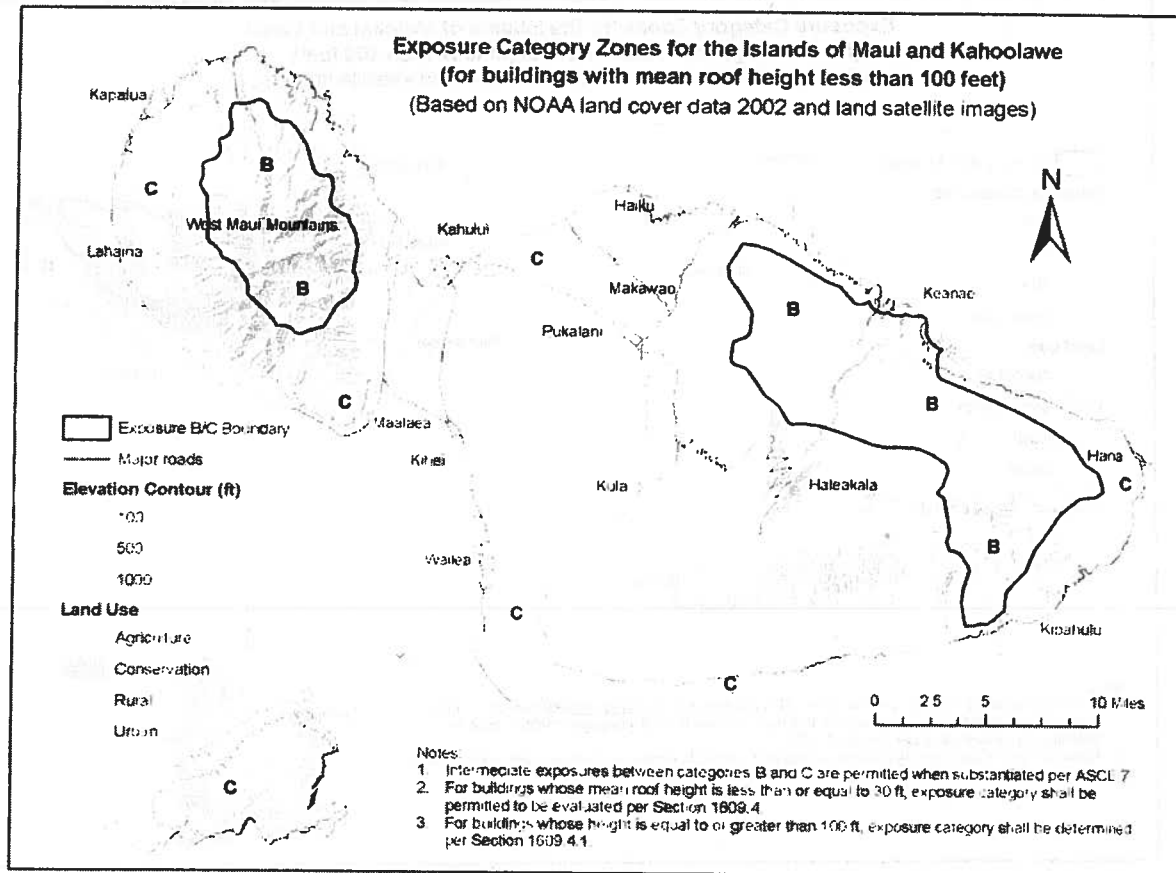 Exposure Category Zones for the Islands of Maui and Kahoolawe
(for buildings with mean roof height less than 100 feet)
(Based on NOAA land cover data 2002 and land satellite images)
Kapalua
B
C
N
West Maui Mountains
Haiku
Kahului
Lahaina
C
B
Makawao
Keanae
B
Pukalani
C
B
Maalaea
Exposure B/C Boundary
Major roads
Kihei
Hana
Kula
Haleakala
C
Elevation Contour (ft)
100
500
1000
B
Wailea
C
Land Use
Agriculture
Conservation
Rural
Urban
Kipahulu
C
0 2.5 5 10 Miles
C
Notes
1. Intermediate exposures between categories B and C are permitted when substantiated per ASCE 7
2. For buildings whose mean roof height is less than or equal to 30 ft, exposure category shall be
permitted to be evaluated per Section 1609.4
3. For buildings whose height is equal to or greater than 100 ft, exposure category shall be determined
per Section 1609.4.1